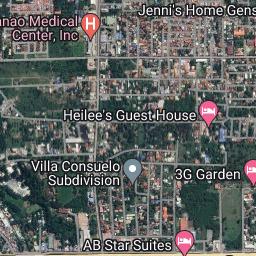 Jenni's Home Gens
nao Medical
Center, Inc
Heilee's Guest House
Villa Consuelo
Subdivision
3G Garden
AB Star Suites